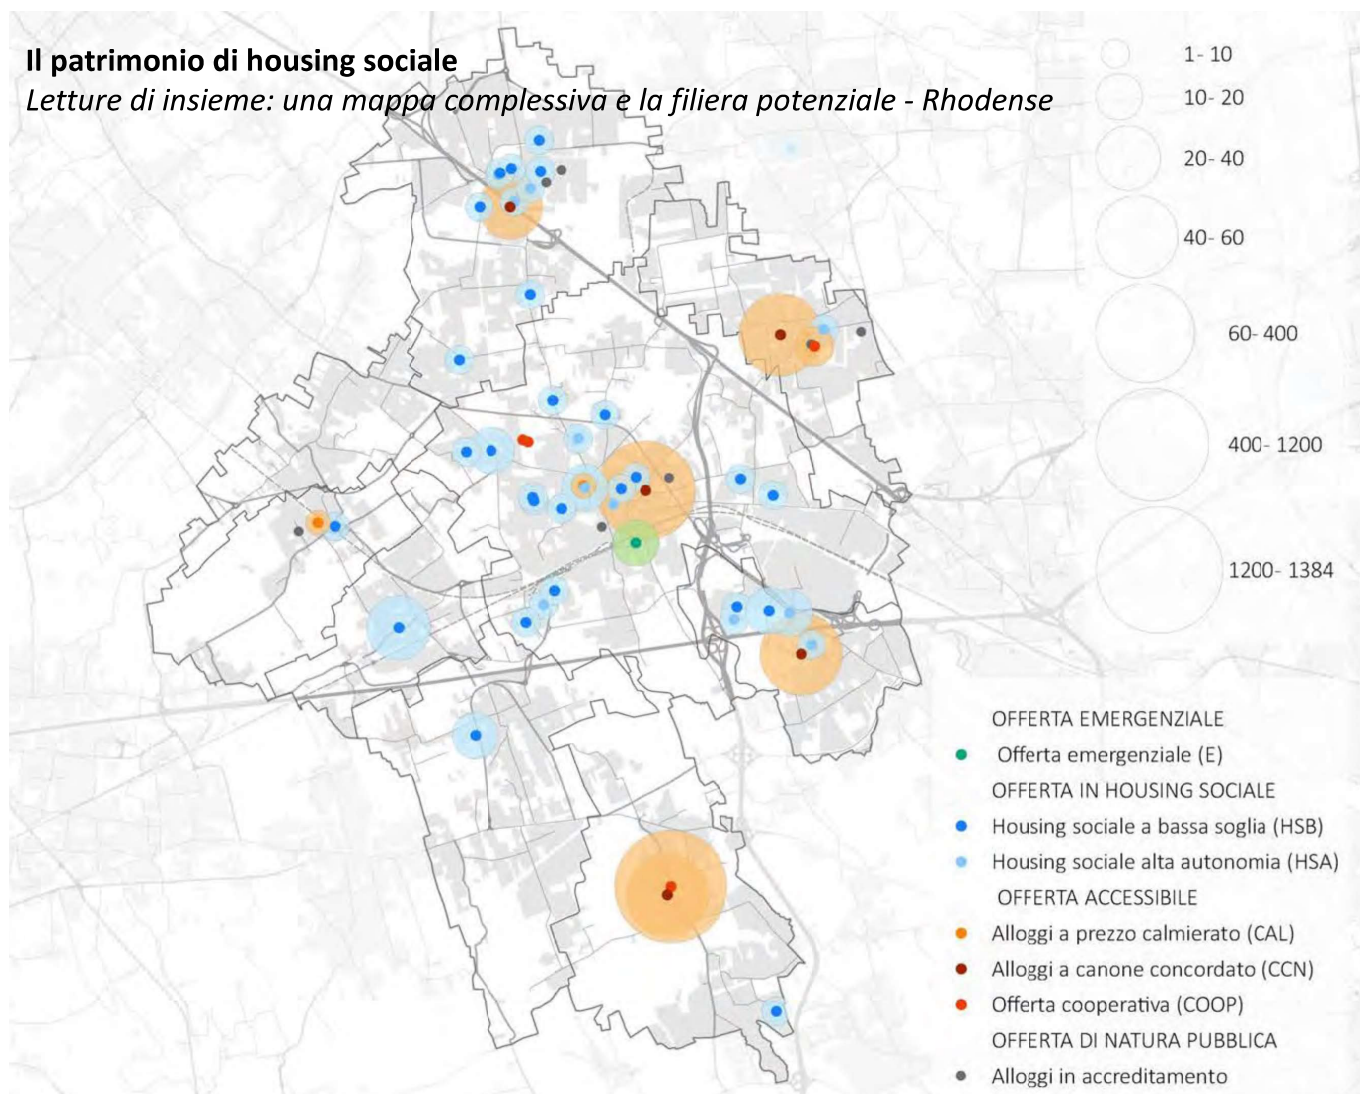 Il patrimonio di housing sociale
Letture di insieme: una mappa complessiva e la filiera potenziale - Rhodense
1- 10
10- 20
20- 40
40- 60
60- 400
400- 1200
1200- 1384
OFFERTA EMERGENZIALE
Offerta emergenziale (E)
OFFERTA IN HOUSING SOCIALE
Housing sociale a bassa soglia (HSB)
Housing sociale alta autonomia (HSA)
OFFERTA ACCESSIBILE
Alloggi a prezzo calmierato (CAL)
Alloggi a canone concordato (CCN)
Offerta cooperativa (COOP)
OFFERTA DI NATURA PUBBLICA
Alloggi in accreditamento